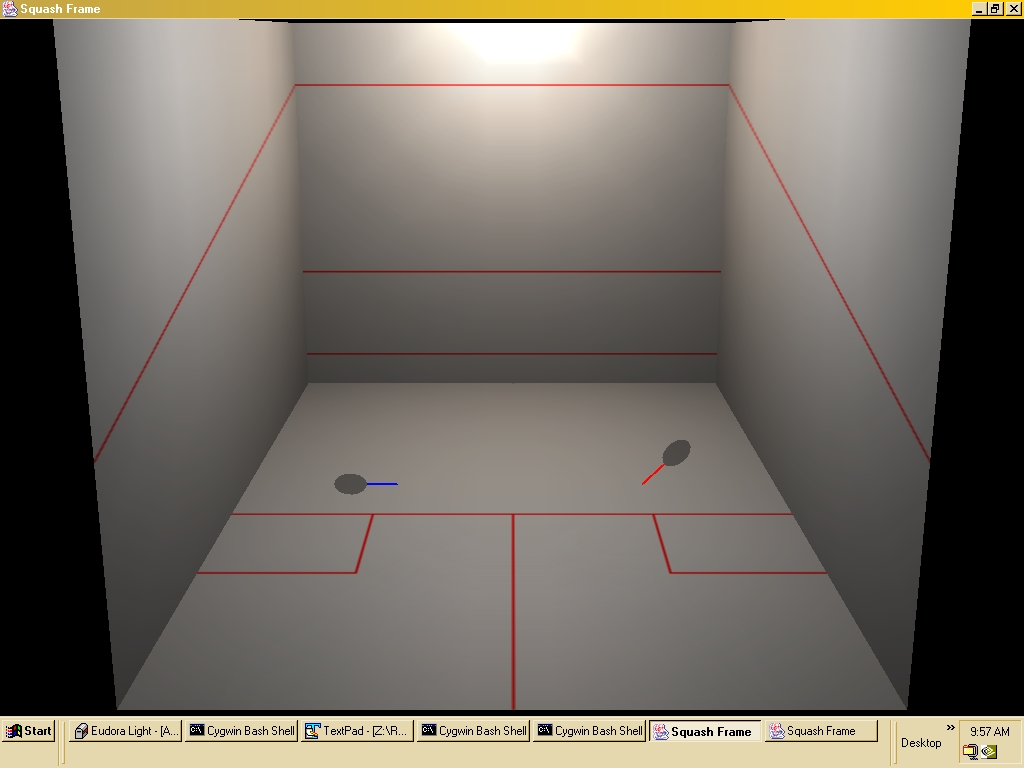 Squash Frame
Start
Eudora Light - [A...
Cygwin Bash Shell
TextPad - [Z:\R...
Cygwin Bash Shell
Cygwin Bash Shell
Squash Frame
Squash Frame
Desktop
»
9:57 AM